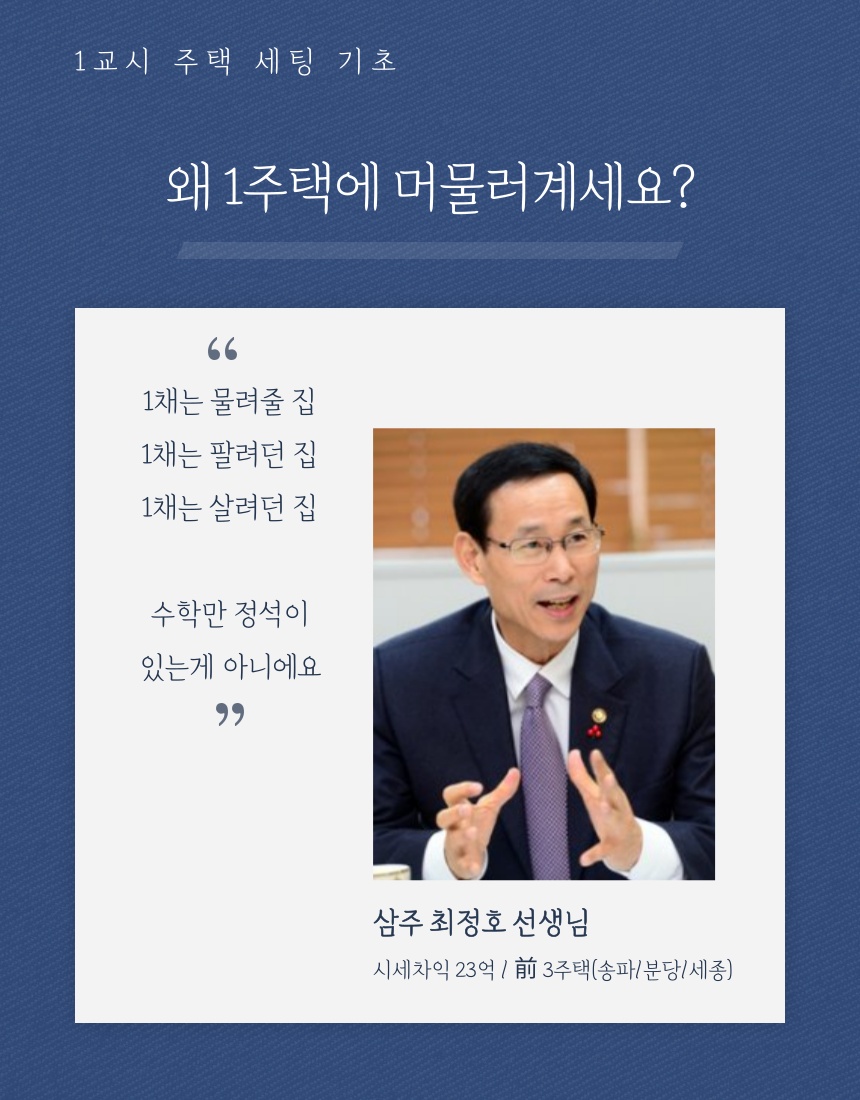 1교시 주택 세팅 기초
왜 1주택에 머물러계세요?
“
1채는 물려줄 집
1채는 팔려던 집
1채는 살려던 집
수학만 정석이
있는게 아니에요
”
삼주 최정호 선생님
시세차익 23억 / 前 3주택(송파/분당/세종)